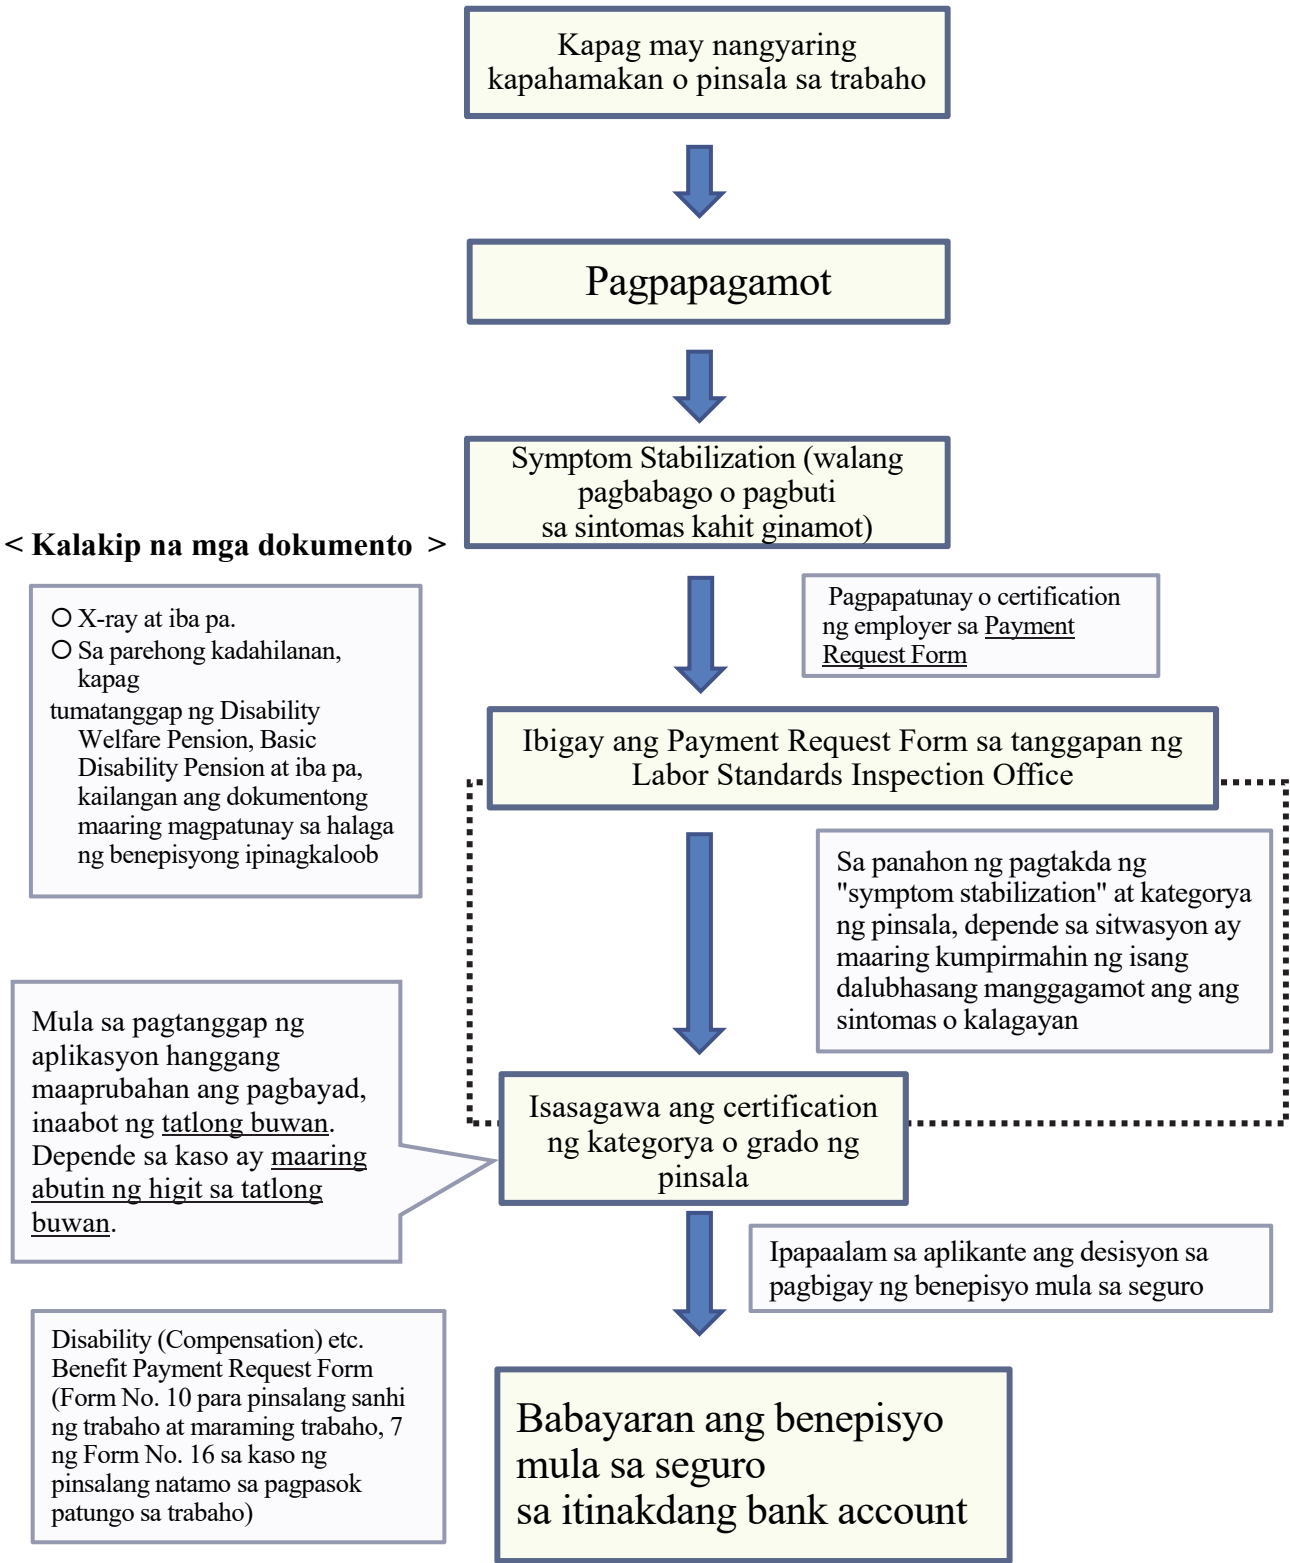 Kapag may nangyaring
kapahamakan o pinsala sa trabaho
Pagpapagamot
Symptom Stabilization (walang
pagbabago o pagbuti
sa sintomas kahit ginamot)
< Kalakip na mga dokumento >
○ X-ray at iba pa.
○ Sa parehong kadahilanan,
kapag
tumatanggap ng Disability
Welfare Pension, Basic
Disability Pension at iba pa,
kailangan ang dokumentong
maaring magpatunay sa halaga
ng benepisyong ipinagkaloob
Pagpapatunay o certification
ng employer sa Payment
Request Form
Ibigay ang Payment Request Form sa tanggapan ng
Labor Standards Inspection Office
Sa panahon ng pagtakda ng
"symptom stabilization" at kategorya
ng pinsala, depende sa sitwasyon ay
maaring kumpirmahin ng isang
dalubhasang manggagamot ang ang
sintomas o kalagayan
Mula sa pagtanggap ng
aplikasyon hanggang
maaprubahan ang pagbayad,
inaabot ng tatlong buwan.
Depende sa kaso ay maaring
abutin ng higit sa tatlong
buwan.
Isasagawa ang certification
ng kategorya o grado ng
pinsala
Ipapaalam sa aplikante ang desisyon sa
pagbigay ng benepisyo mula sa seguro
Disability (Compensation) etc.
Benefit Payment Request Form
(Form No. 10 para pinsalang sanhi
ng trabaho at maraming trabaho, 7
ng Form No. 16 sa kaso ng
pinsalang natamo sa pagpasok
patungo sa trabaho)
Babayaran ang benepisyo
mula sa seguro
sa itinakdang bank account